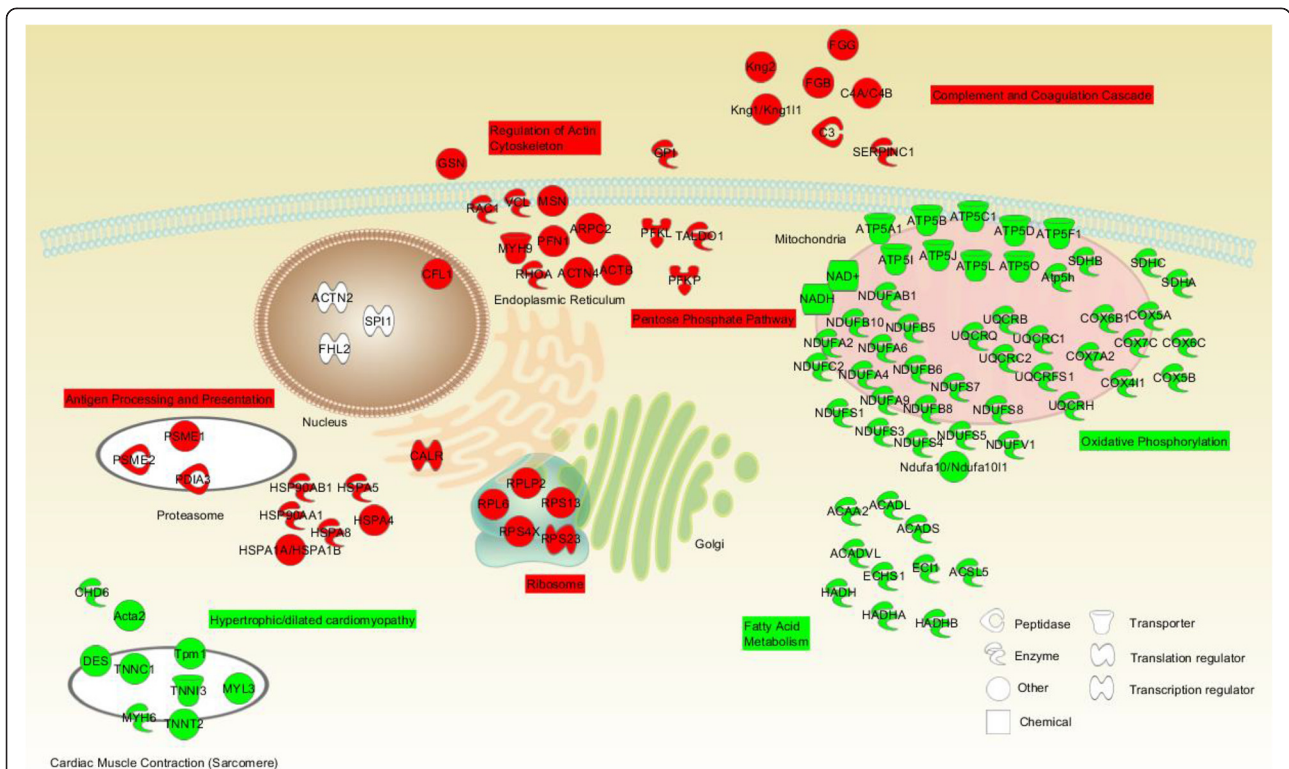 FGG
Kng2
FGB
C4A/C4B
Complement and Coagulation Cascade
Kng1/Kng1l1
C3
SERPINC1
Regulation of Actin
Cytoskeleton
GSN
GPI
RAC1
VCL
MSN
ARPC2
MYH9
PFN1
RHOA
ACTN4
ACTB
PFKL
TALDO1
PFKP
CFL1
Endoplasmic Reticulum
Pentose Phosphate Pathway
ACTN2
SPI1
FHL2
Nucleus
Mitochondria
ATP5A1
ATP5B
ATP5C1
ATP5D
ATP5F1
ATP5I
ATP5J
ATP5L
ATP5O
Atp5h
SDHB
SDHC
SDHA
NAD+
NADH
NDUFAB1
NDUFB10
NDUFB5
NDUFA2
NDUFA6
NDUFC2
NDUFA4
NDUFB6
NDUFS7
NDUFA9
NDUFB8
NDUFS8
NDUFS1
NDUFS3
NDUFS4
NDUFS5
NDUFV1
Ndufa10/Ndufa10l1
UQCRB
UQCRQ
UQCRC1
UQCRC2
UQCRFS1
UQCRH
COX6B1
COX5A
COX7C
COX6C
COX7A2
COX4I1
COX5B
Oxidative Phosphorylation
Antigen Processing and Presentation
PSME1
PSME2
PDIA3
Proteasome
CALR
HSP90AB1
HSPA5
HSP90AA1
HSPA4
HSPA8
HSPA1A/HSPA1B
RPLP2
RPL6
RPS13
RPS4X
RPS23
Ribosome
Golgi
ACAA2
ACADL
ACADS
ACADVL
ECHS1
ECI1
ACSL5
HADH
HADHA
HADHB
Fatty Acid
Metabolism
CHD6
Acta2
Hypertrophic/dilated cardiomyopathy
DES
TNNC1
Tpm1
TNNI3
MYL3
MYH6
TNNT2
Cardiac Muscle Contraction (Sarcomere)
Peptidase
Transporter
Enzyme
Translation regulator
Other
Transcription regulator
Chemical